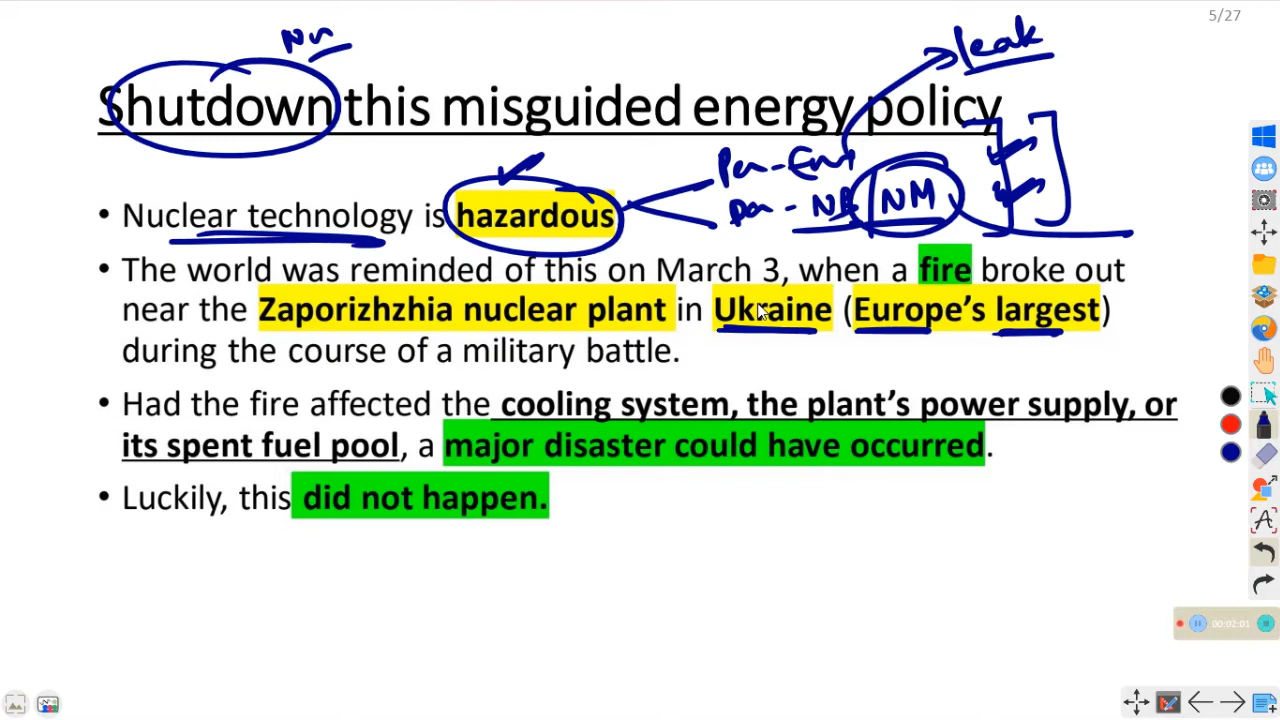 5/27
leak
Shutdown this misguided energy policy
NM
• Nuclear technology is hazardous
• The world was reminded of this on March 3, when a fire broke out
near the Zaporizhzhia nuclear plant in Ukraine (Europe’s largest)
during the course of a military battle.
• Had the fire affected the cooling system, the plant’s power supply, or
its spent fuel pool, a major disaster could have occurred.
• Luckily, this did not happen.
00:02:01